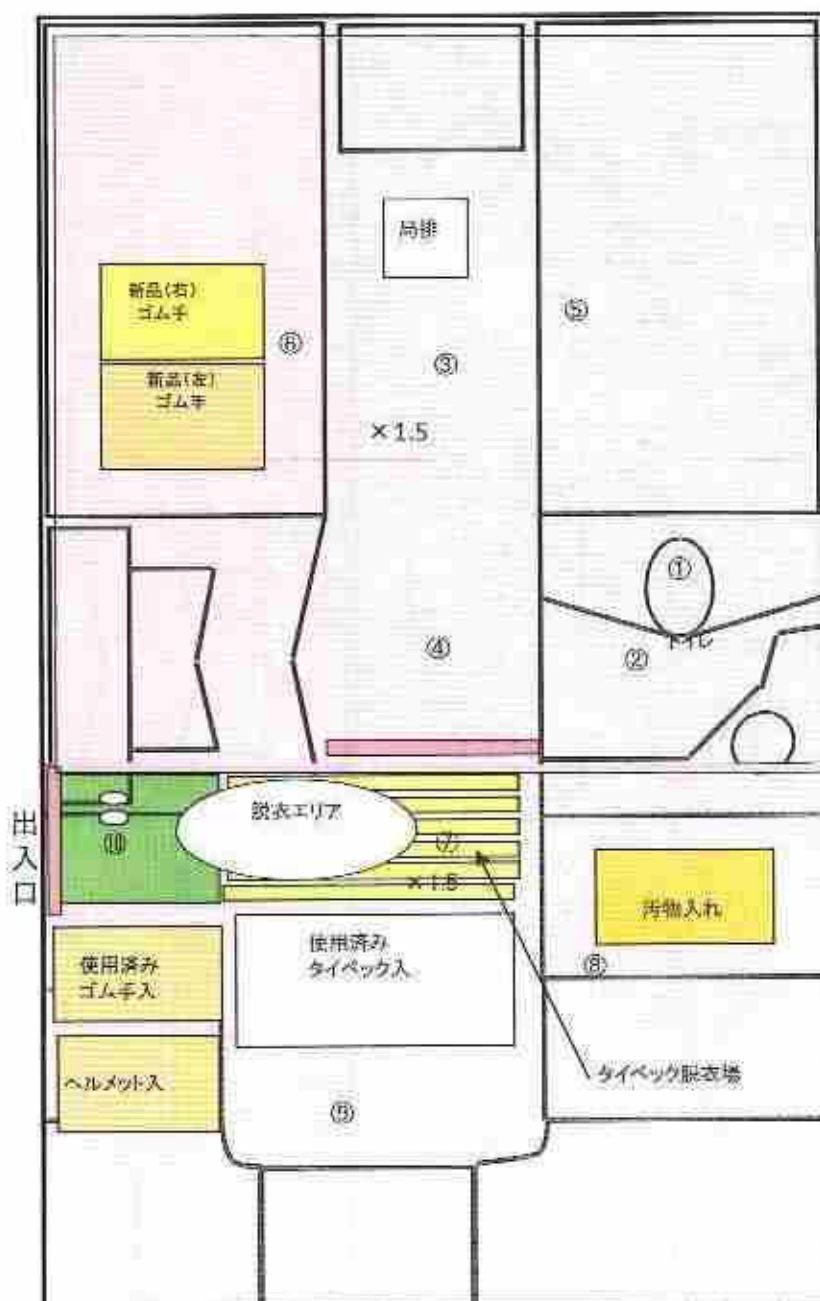 局排
新品(右)
ゴム手
⑥
⑤
③
新品(左)
ゴム手
×1.5
①
④
②
トイレ
出入口
脱衣エリア
⑩
⑦
×1.5
汚物入れ
使用済み
ゴム手入
使用済み
タイベック入
⑧
ヘルメット入
タイベック脱衣場
⑨